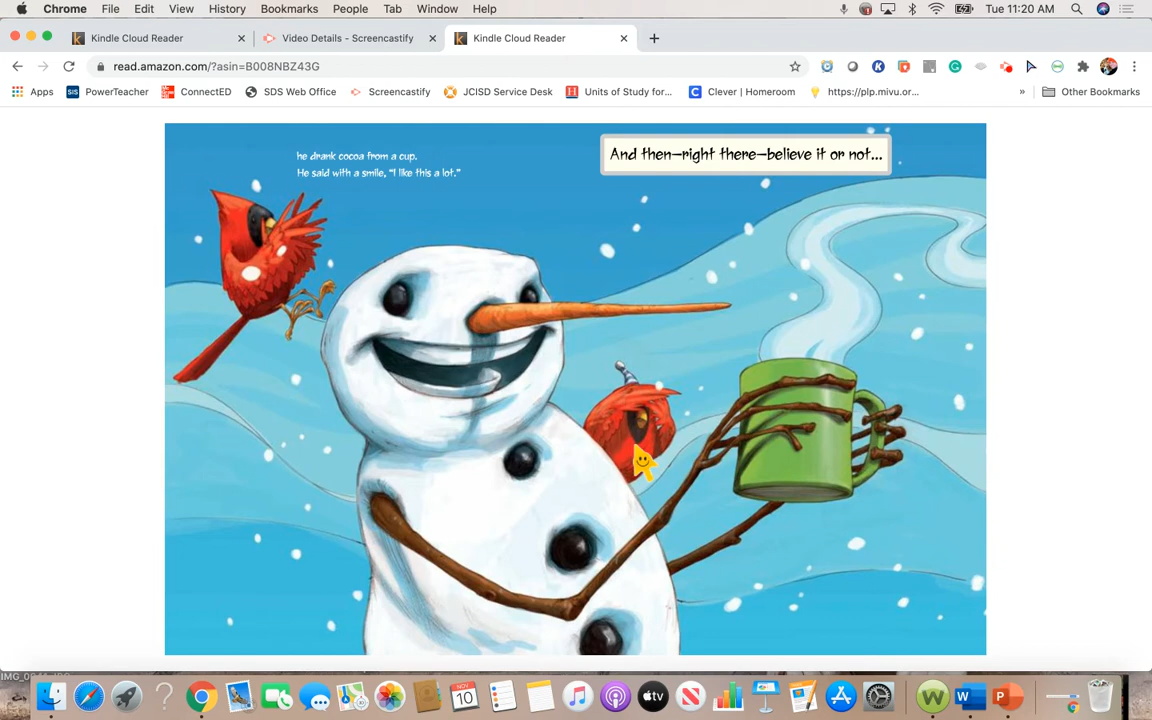 Chrome File Edit View History Bookmarks People Tab Window Help Tue 11:20 AM
Kindle Cloud Reader Video Details - Screencastify Kindle Cloud Reader
read.amazon.com/?asin=B008NBZ43G
Apps SIS PowerTeacher ConnectED SDS Web Office Screencastify JCISD Service Desk Units of Study for... Clever | Homeroom https://plp.mivu.or... » Other Bookmarks
he drank cocoa from a cup.
He said with a smile, “I like this a lot.”
And then—right there—believe it or not...
NOV
10